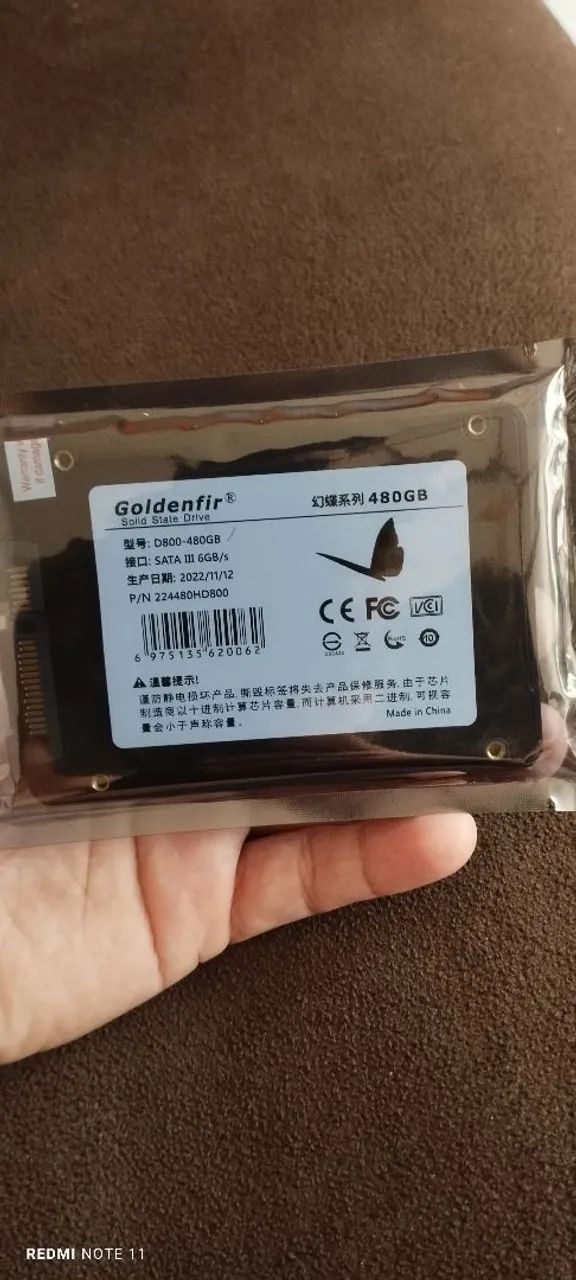 Warranty
Goldenfir®
Solid State Drive
幻蝶系列 480GB
型号: D800-480GB
接口: SATA III 6GB/s
生产日期: 2022/11/12
P/N 224480HD800
6 975135 620062
CE FC VCCI
RoHS
10
温馨提示!
谨防静电损坏产品, 撕毁标签将失去产品保修服务. 由于芯片
制造商以十进制计算芯片容量, 而计算机采用二进制, 可视容
量会小于声称容量。
Made in China
REDMI NOTE 11